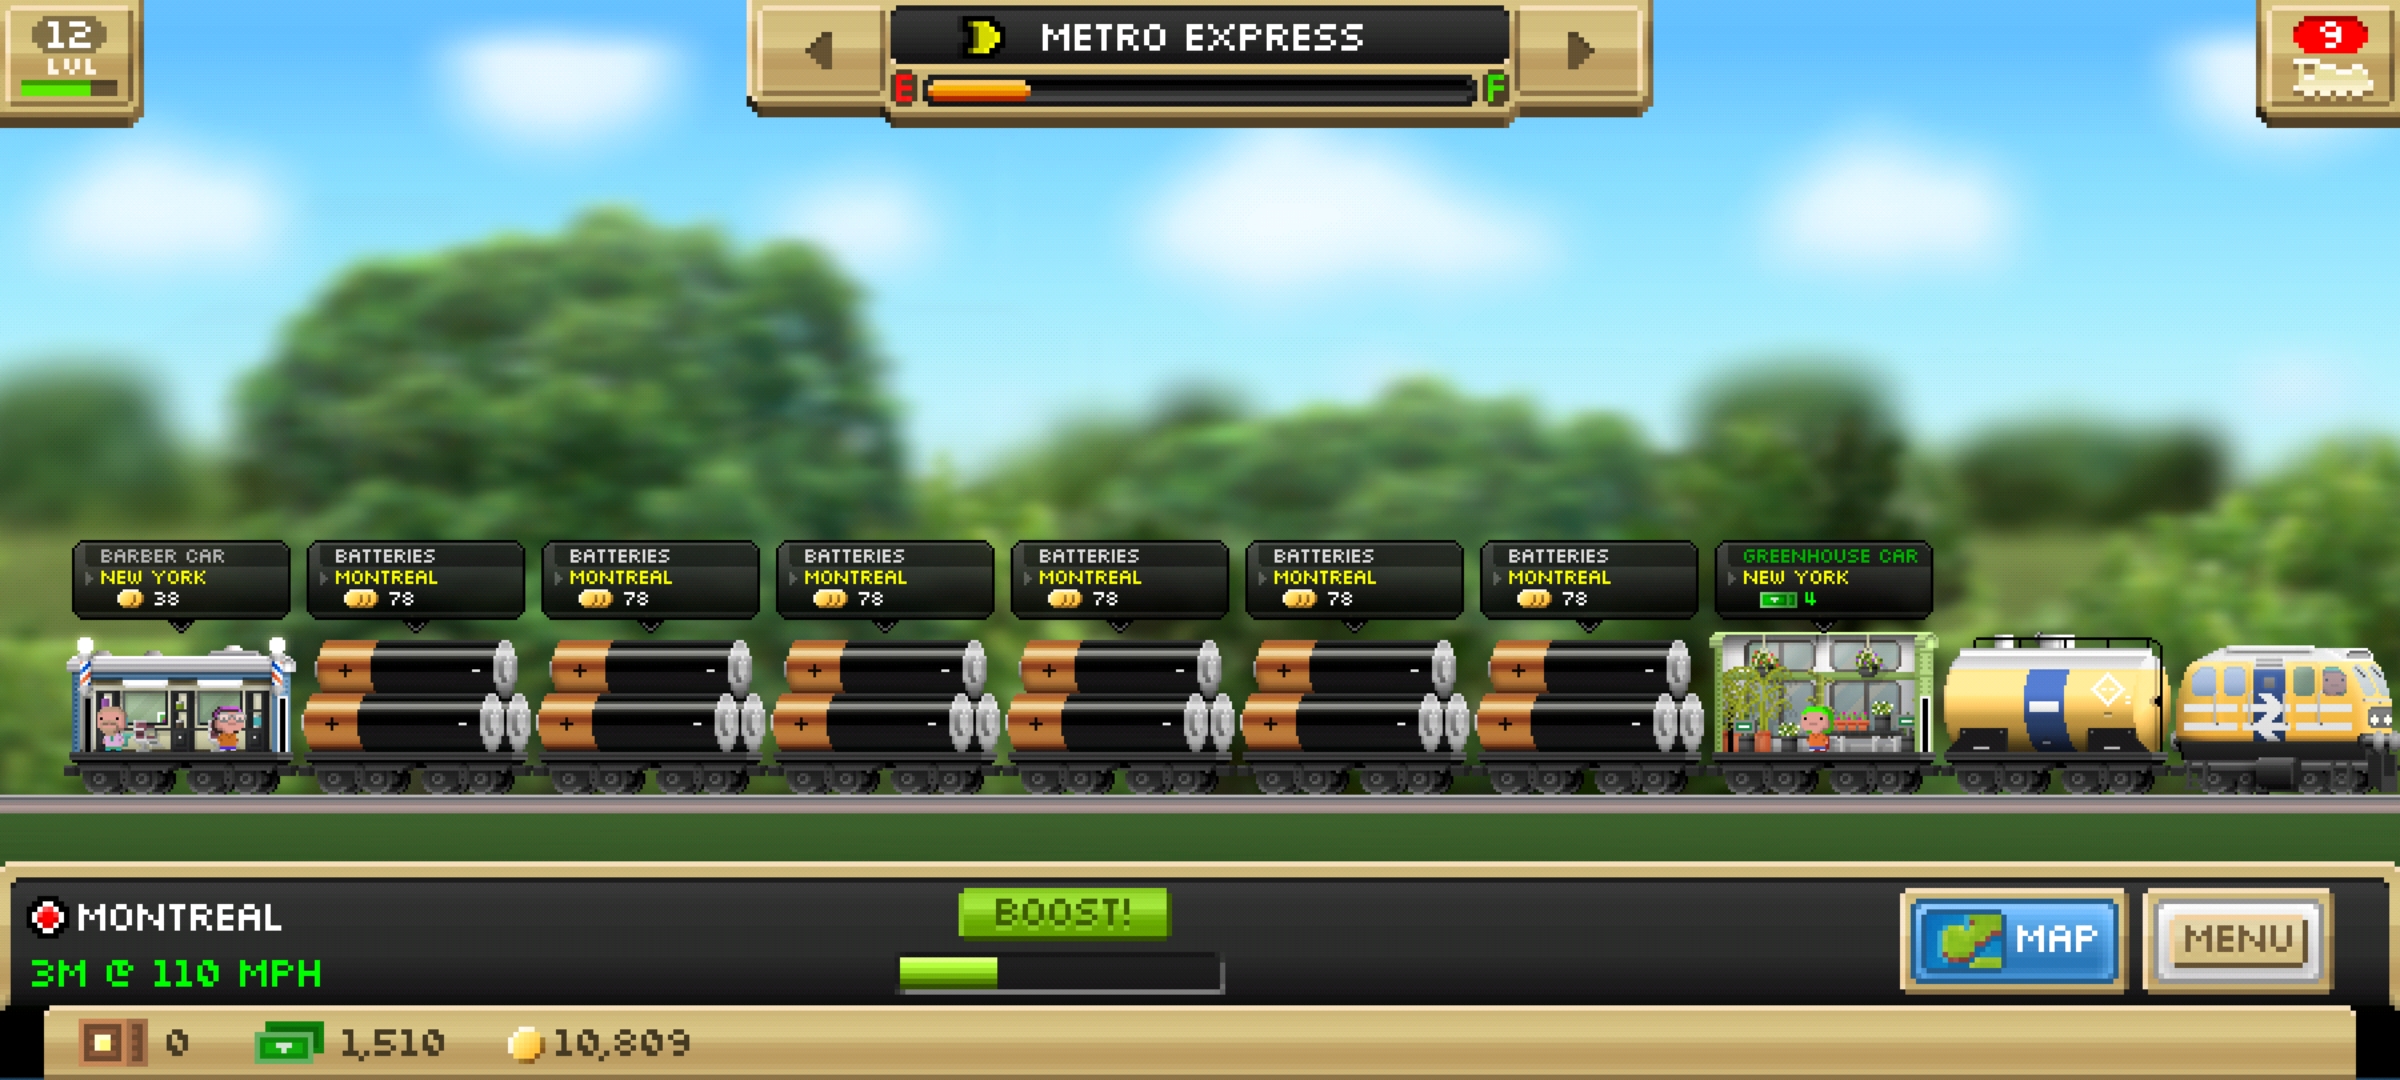 12
LVL
METRO EXPRESS
E F
9
BARBER CAR
NEW YORK
38
BATTERIES
MONTREAL
78
BATTERIES
MONTREAL
78
BATTERIES
MONTREAL
78
BATTERIES
MONTREAL
78
BATTERIES
MONTREAL
78
BATTERIES
MONTREAL
78
GREENHOUSE CAR
NEW YORK
4
MONTREAL
3M @ 110 MPH
BOOST!
MAP
MENU
0
1,510
10,809